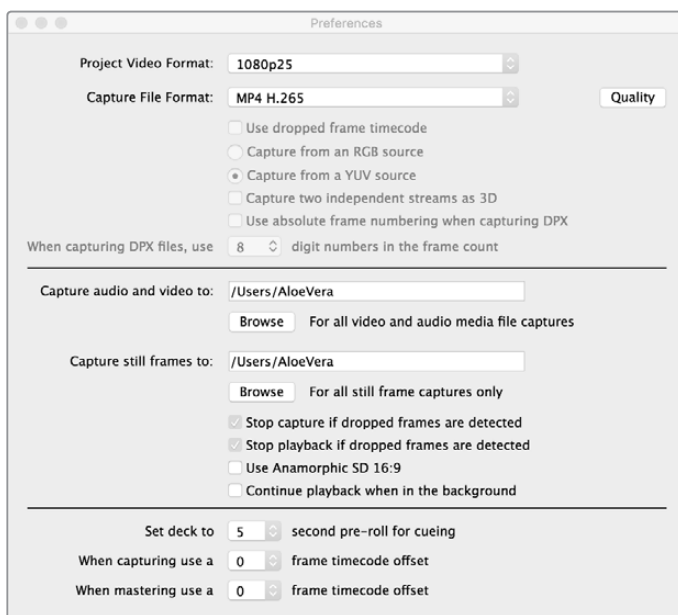 Preferences
Project Video Format: 1080p25
Capture File Format: MP4 H.265 Quality
Use dropped frame timecode
Capture from an RGB source
Capture from a YUV source
Capture two independent streams as 3D
Use absolute frame numbering when capturing DPX
When capturing DPX files, use 8 digit numbers in the frame count
Capture audio and video to: /Users/AloeVera
Browse For all video and audio media file captures
Capture still frames to: /Users/AloeVera
Browse For all still frame captures only
Stop capture if dropped frames are detected
Stop playback if dropped frames are detected
Use Anamorphic SD 16:9
Continue playback when in the background
Set deck to 5 second pre-roll for cueing
When capturing use a 0 frame timecode offset
When mastering use a 0 frame timecode offset